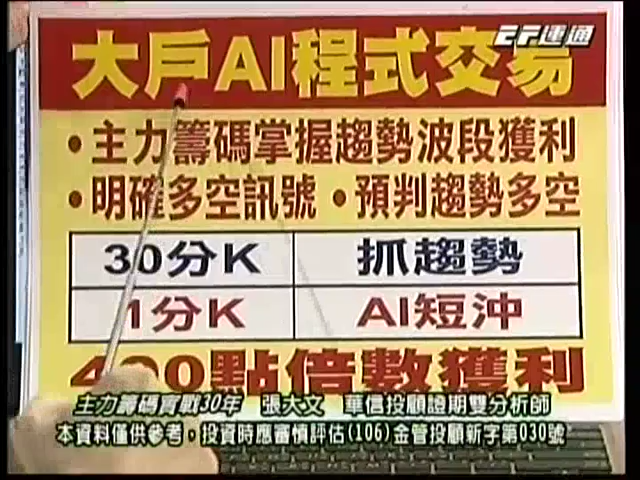 EF運通
大戶AI程式交易
•主力籌碼掌握趨勢波段獲利
•明確多空訊號 •預判趨勢多空
30分K 抓趨勢
1分K AI短沖
400點倍數獲利
主力籌碼實戰30年 張大文 華信投顧證期雙分析師
本資料僅供參考，投資時應審慎評估(106)金管投顧新字第030號